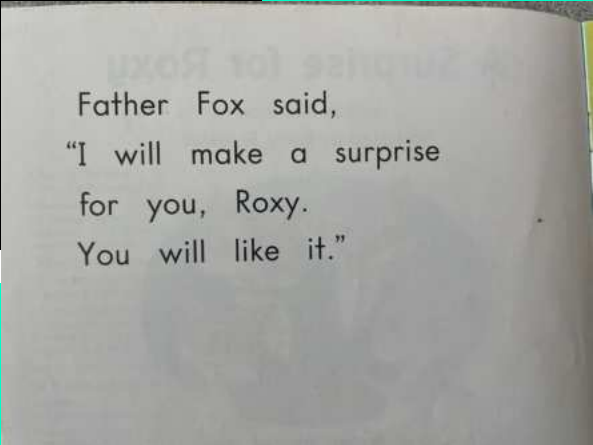 Father Fox said,
“I will make a surprise
for you, Roxy.
You will like it.”